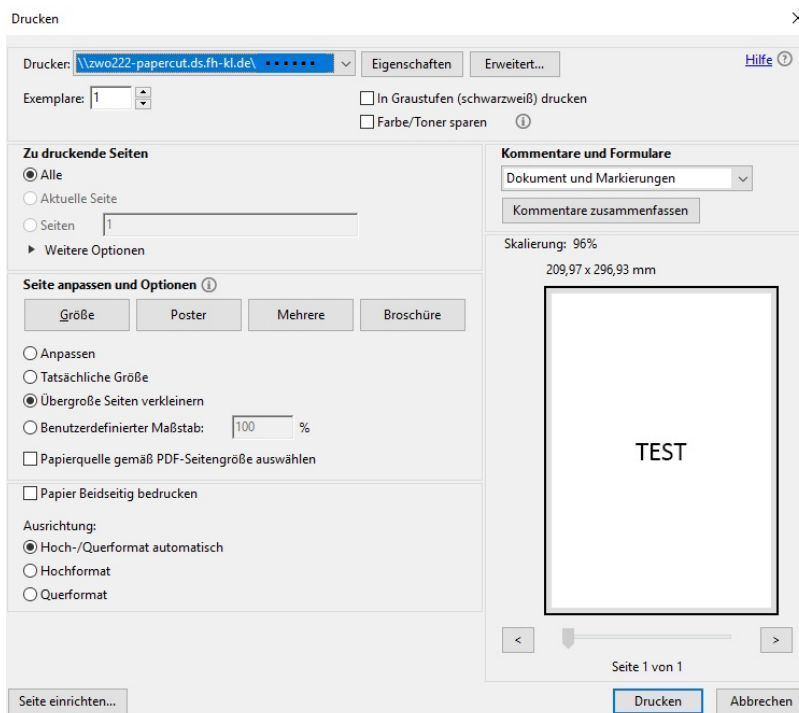 Drucken
Drucker: \\zwo222-papercut.ds.fh-kl.de\ Eigenschaften Erweitert... Hilfe
Exemplare: 1 In Graustufen (schwarzweiß) drucken
Farbe/Toner sparen
Zu druckende Seiten
Alle
Aktuelle Seite
Seiten 1
Weitere Optionen
Seite anpassen und Optionen
Größe Poster Mehrere Broschüre
Anpassen
Tatsächliche Größe
Übergroße Seiten verkleinern
Benutzerdefinierter Maßstab: 100 %
Papierquelle gemäß PDF-Seitengröße auswählen
Papier Beidseitig bedrucken
Ausrichtung:
Hoch-/Querformat automatisch
Hochformat
Querformat
Kommentare und Formulare
Dokument und Markierungen
Kommentare zusammenfassen
Skalierung: 96%
209,97 x 296,93 mm
TEST
< >
Seite 1 von 1
Seite einrichten... Drucken Abbrechen